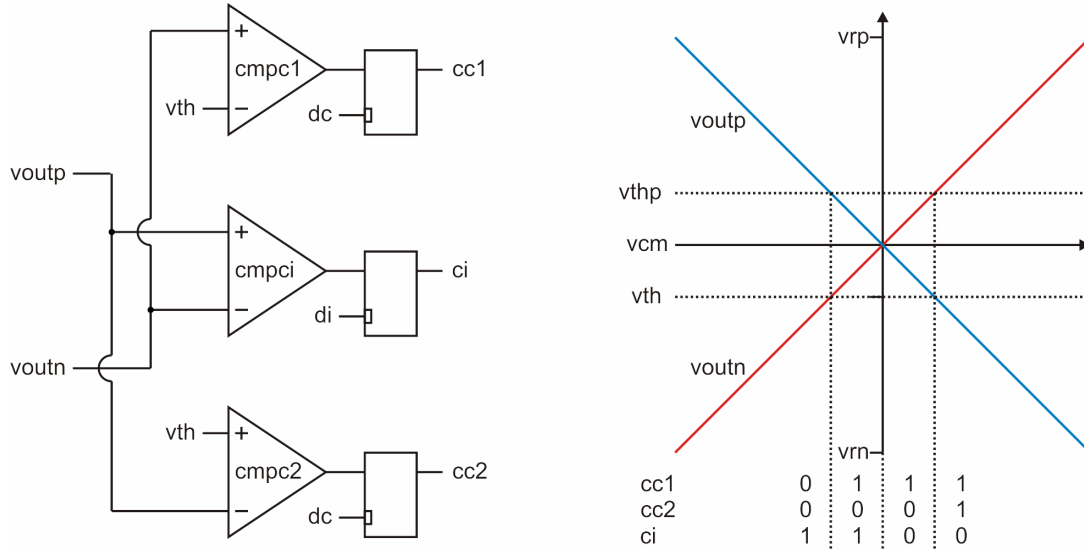 +
cmpc1
cc1
vth
−
dc
voutp
+
cmpci
ci
−
di
voutn
vth
+
cmpc2
cc2
dc
−
vrp
voutp
vthp
vcm
vth
voutn
vrn
cc1 0 1 1 1
cc2 0 0 0 1
ci 1 1 0 0